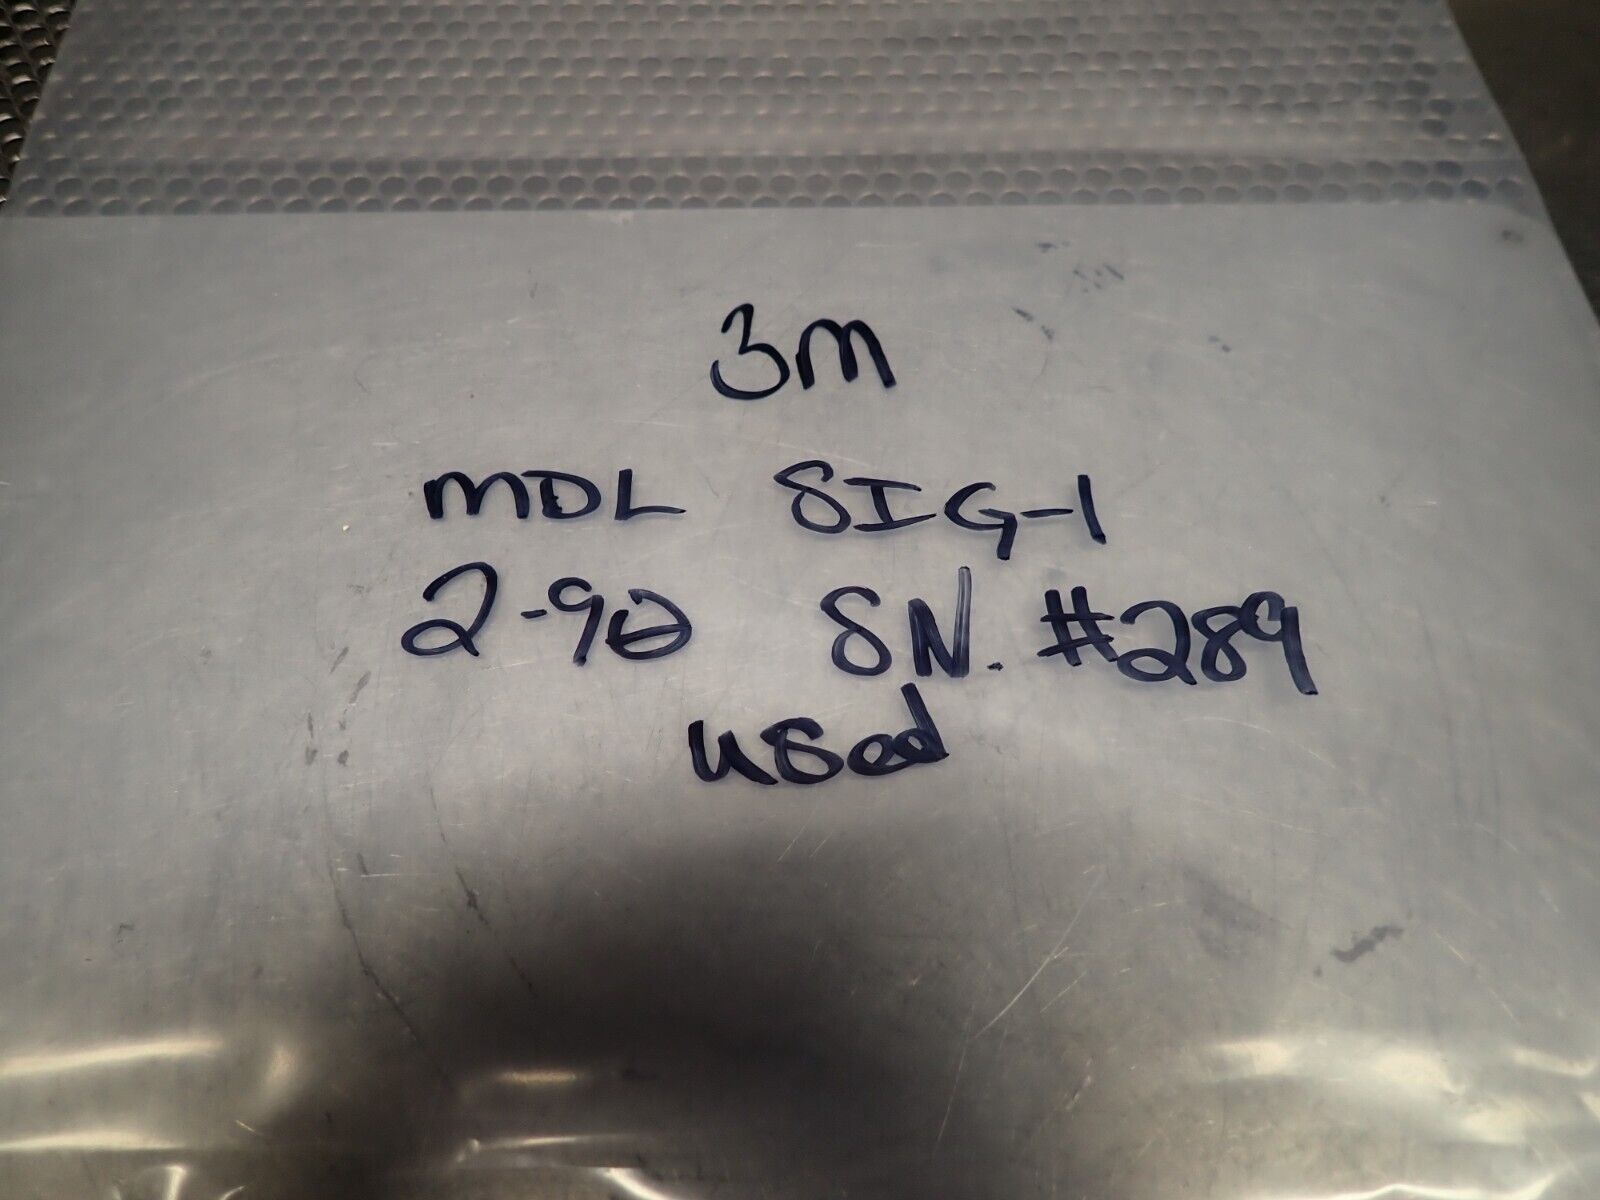 3M
MDL SIG-1
2-90 SN. #289
used